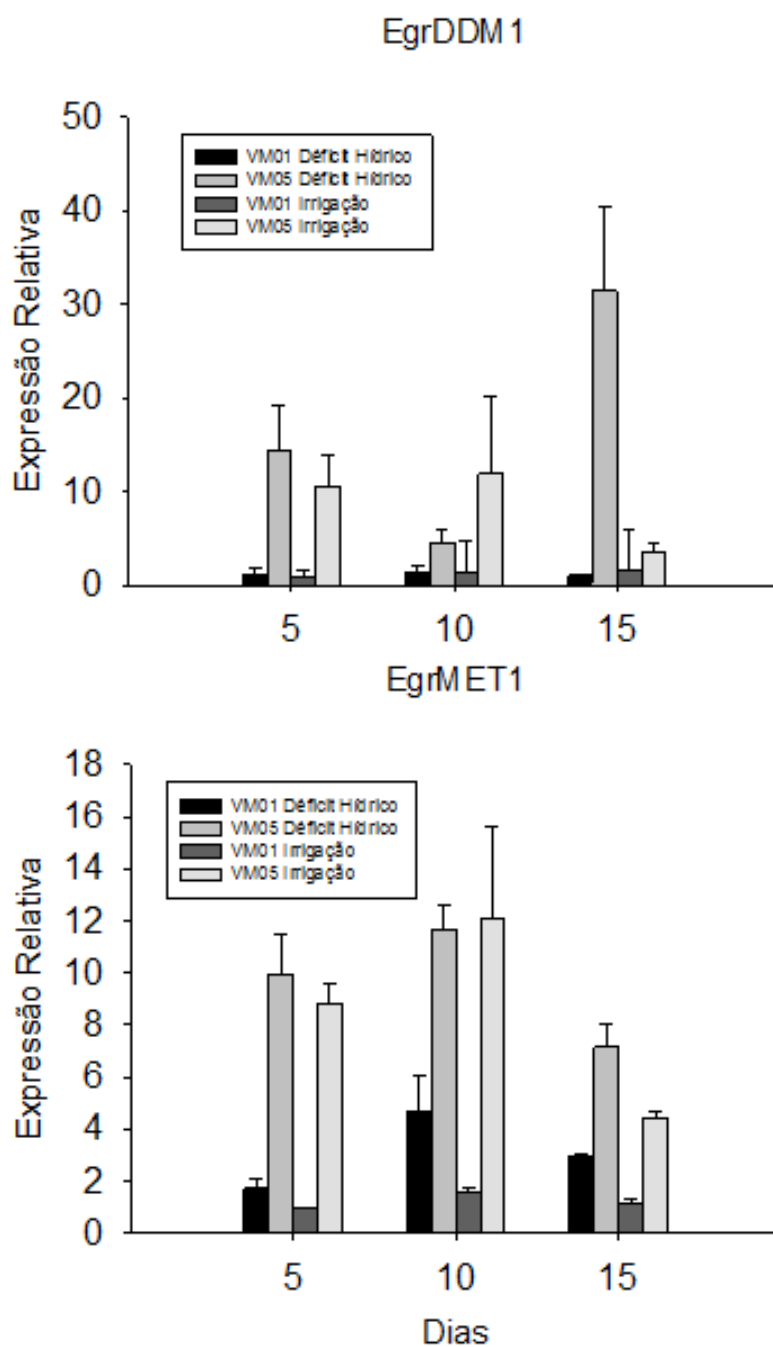 EgrDDM1
50
40
30
20
10
0
Expressão Relativa
VM01 Déficit Hídrico
VM05 Déficit Hídrico
VM01 Irrigação
VM05 Irrigação
5 10 15
EgrMET1
18
16
14
12
10
8
6
4
2
0
Expressão Relativa
VM01 Déficit Hídrico
VM05 Déficit Hídrico
VM01 Irrigação
VM05 Irrigação
5 10 15
Dias